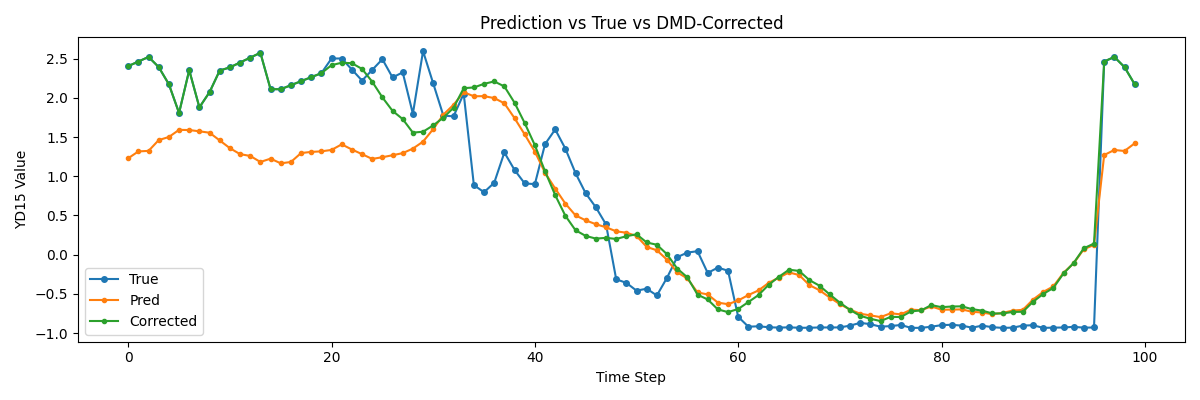 Prediction vs True vs DMD-Corrected
YD15 Value
2.5
2.0
1.5
1.0
0.5
0.0
−0.5
−1.0
True
Pred
Corrected
0 20 40 60 80 100
Time Step